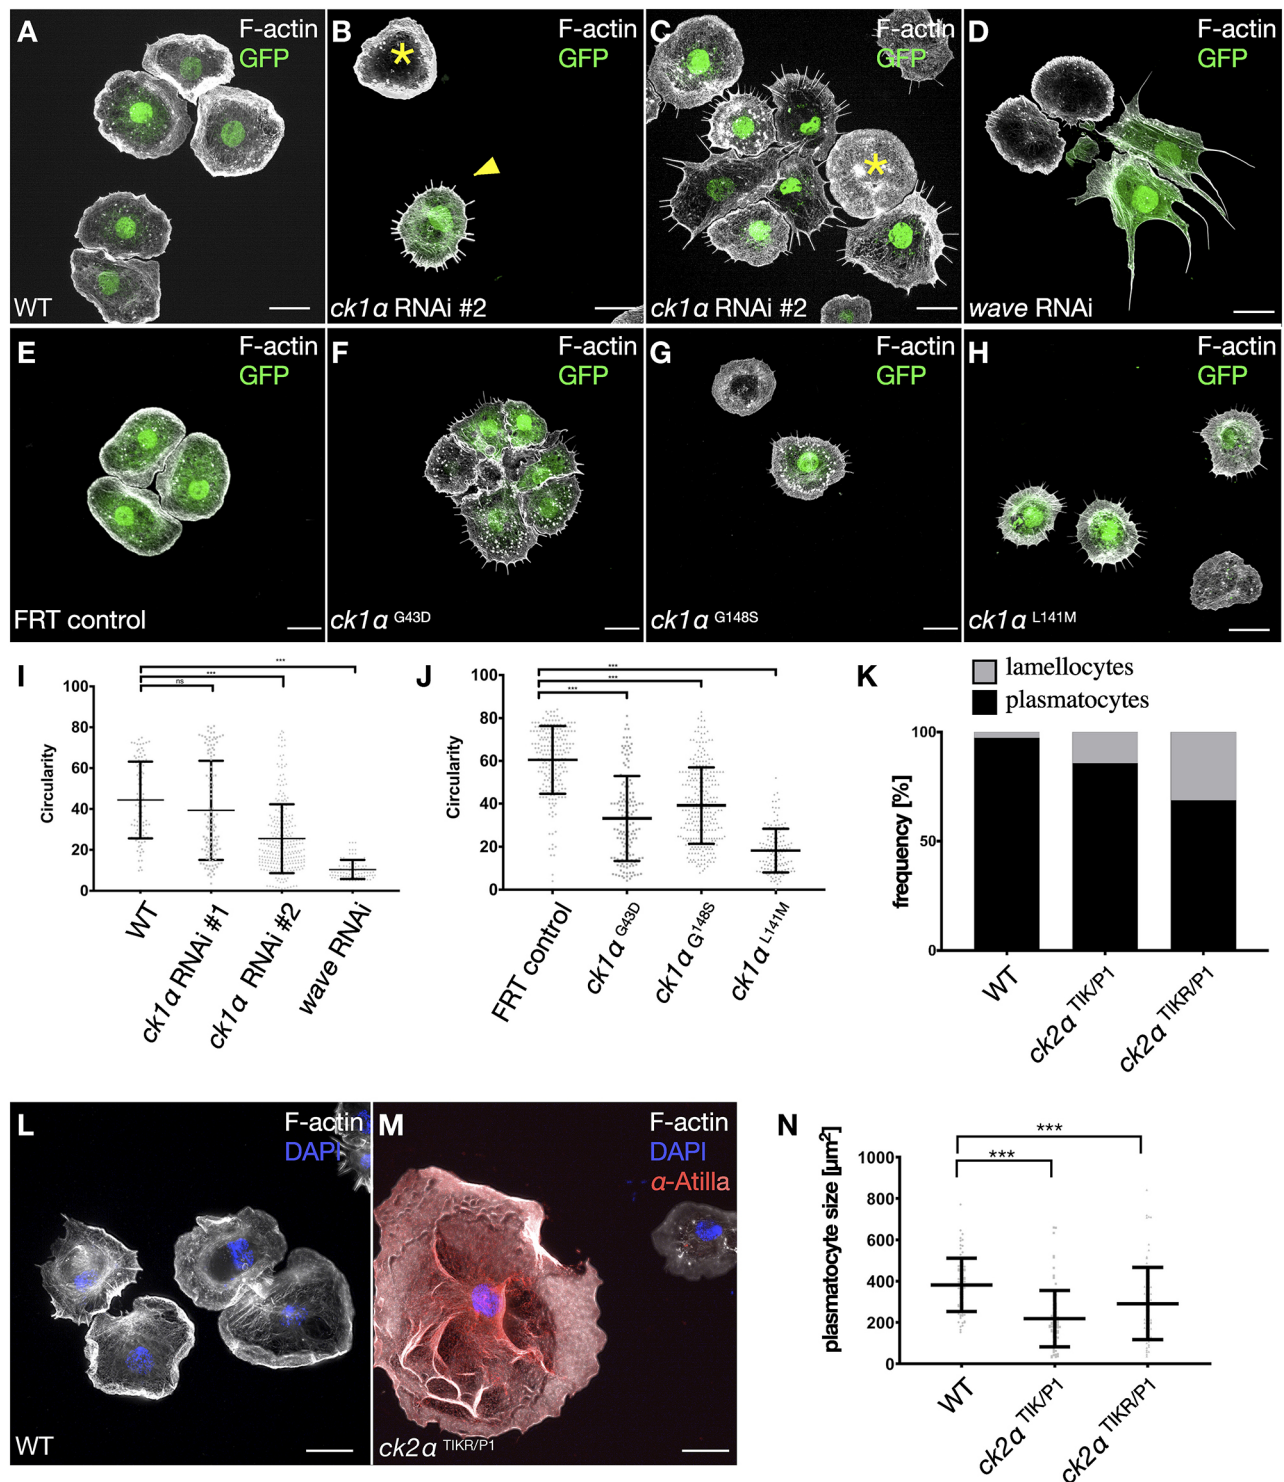 A
F-actin
GFP
WT
B
F-actin
GFP
*
ck1α RNAi #2
C
F-actin
GFP
*
ck1α RNAi #2
D
F-actin
GFP
wave RNAi
E
F-actin
GFP
FRT control
F
F-actin
GFP
ck1α G43D
G
F-actin
GFP
ck1α G148S
H
F-actin
GFP
ck1α L141M
I
***
***
ns
Circularity
100
80
60
40
20
0
WT
ck1α RNAi #1
ck1α RNAi #2
wave RNAi
J
***
***
***
Circularity
100
80
60
40
20
0
FRT control
ck1α G43D
ck1α G148S
ck1α L141M
K
lamellocytes
plasmatocytes
frequency [%]
100
50
0
WT
ck2α TIK/P1
ck2α TIKR/P1
L
F-actin
DAPI
WT
M
F-actin
DAPI
α-Atilla
ck2α TIKR/P1
N
***
***
plasmatocyte size [µm²]
1000
800
600
400
200
0
WT
ck2α TIK/P1
ck2α TIKR/P1